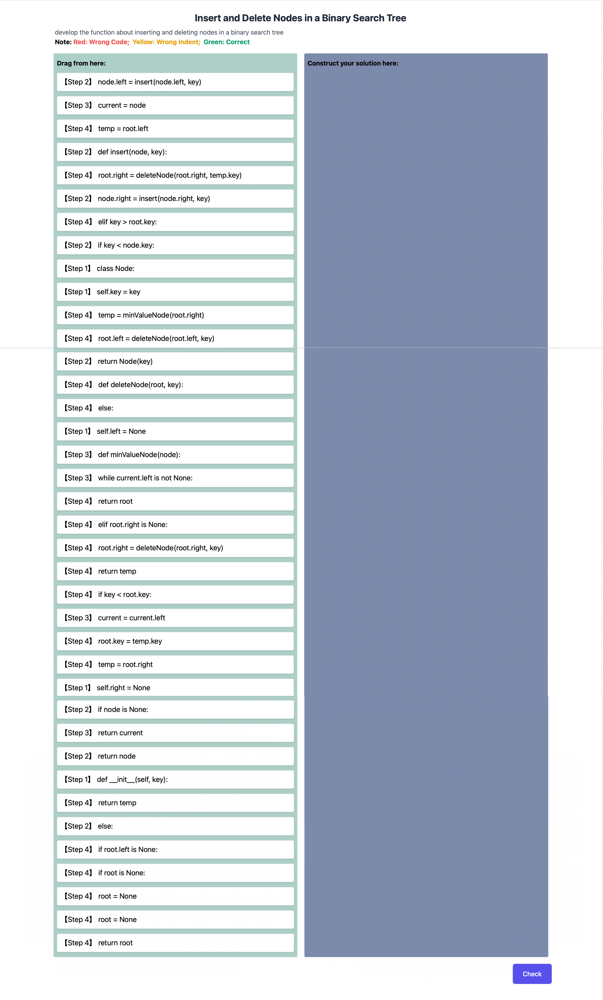 Insert and Delete Nodes in a Binary Search Tree
develop the function about inserting and deleting nodes in a binary search tree
Note: Red: Wrong Code; Yellow: Wrong Indent; Green: Correct
Drag from here:
【Step 2】 node.left = insert(node.left, key)
【Step 3】 current = node
【Step 4】 temp = root.left
【Step 2】 def insert(node, key):
【Step 4】 root.right = deleteNode(root.right, temp.key)
【Step 2】 node.right = insert(node.right, key)
【Step 4】 elif key > root.key:
【Step 2】 if key < node.key:
【Step 1】 class Node:
【Step 1】 self.key = key
【Step 4】 temp = minValueNode(root.right)
【Step 4】 root.left = deleteNode(root.left, key)
【Step 2】 return Node(key)
【Step 4】 def deleteNode(root, key):
【Step 4】 else:
【Step 1】 self.left = None
【Step 3】 def minValueNode(node):
【Step 3】 while current.left is not None:
【Step 4】 return root
【Step 4】 elif root.right is None:
【Step 4】 root.right = deleteNode(root.right, key)
【Step 4】 return temp
【Step 4】 if key < root.key:
【Step 3】 current = current.left
【Step 4】 root.key = temp.key
【Step 4】 temp = root.right
【Step 1】 self.right = None
【Step 2】 if node is None:
【Step 3】 return current
【Step 2】 return node
【Step 1】 def __init__(self, key):
【Step 4】 return temp
【Step 2】 else:
【Step 4】 if root.left is None:
【Step 4】 if root is None:
【Step 4】 root = None
【Step 4】 root = None
【Step 4】 return root
Construct your solution here:
Check